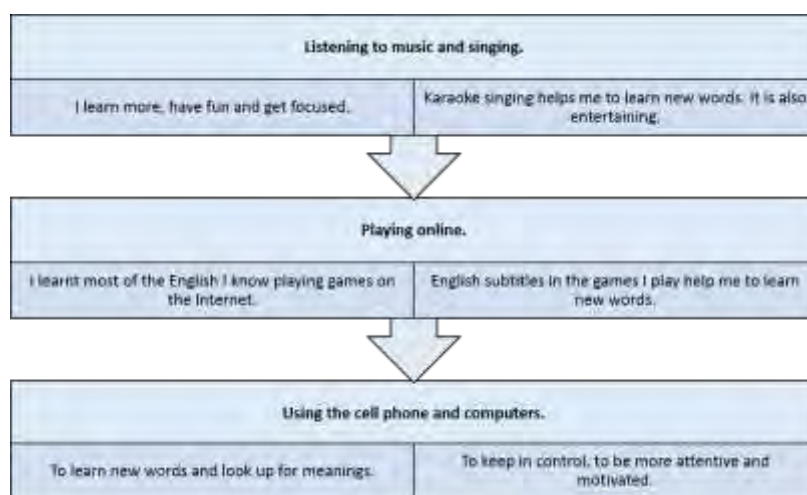 Listening to music and singing.
I learn more, have fun and get focused.
Karaoke singing helps me to learn new words. It is also
entertaining.
Playing online.
I learnt most of the English I know playing games on
the Internet.
English subtitles in the games I play help me to learn
new words.
Using the cell phone and computers.
To learn new words and look up for meanings.
To keep in control, to be more attentive and
motivated.